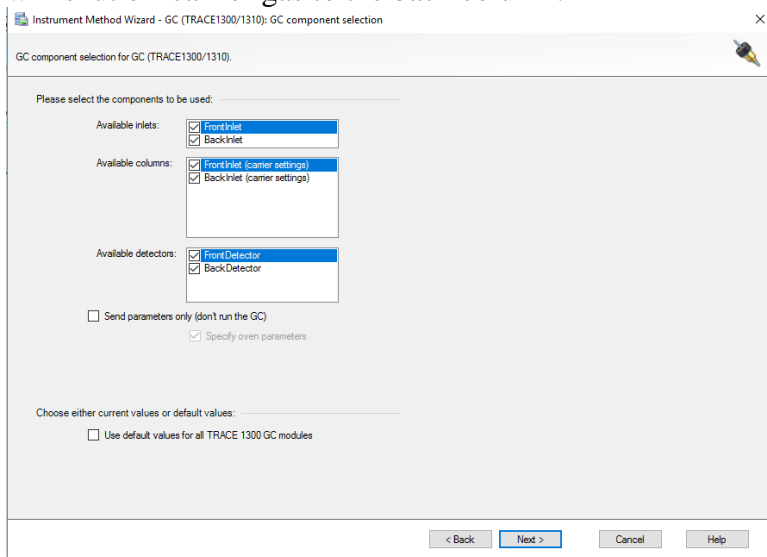 Instrument Method Wizard - GC (TRACE1300/1310): GC component selection
GC component selection for GC (TRACE1300/1310).
Please select the components to be used:
Available inlets:
FrontInlet
BackInlet
Available columns:
FrontInlet (carrier settings)
BackInlet (carrier settings)
Available detectors:
FrontDetector
BackDetector
Send parameters only (don't run the GC)
Specify oven parameters
Choose either current values or default values:
Use default values for all TRACE 1300 GC modules
< Back Next > Cancel Help